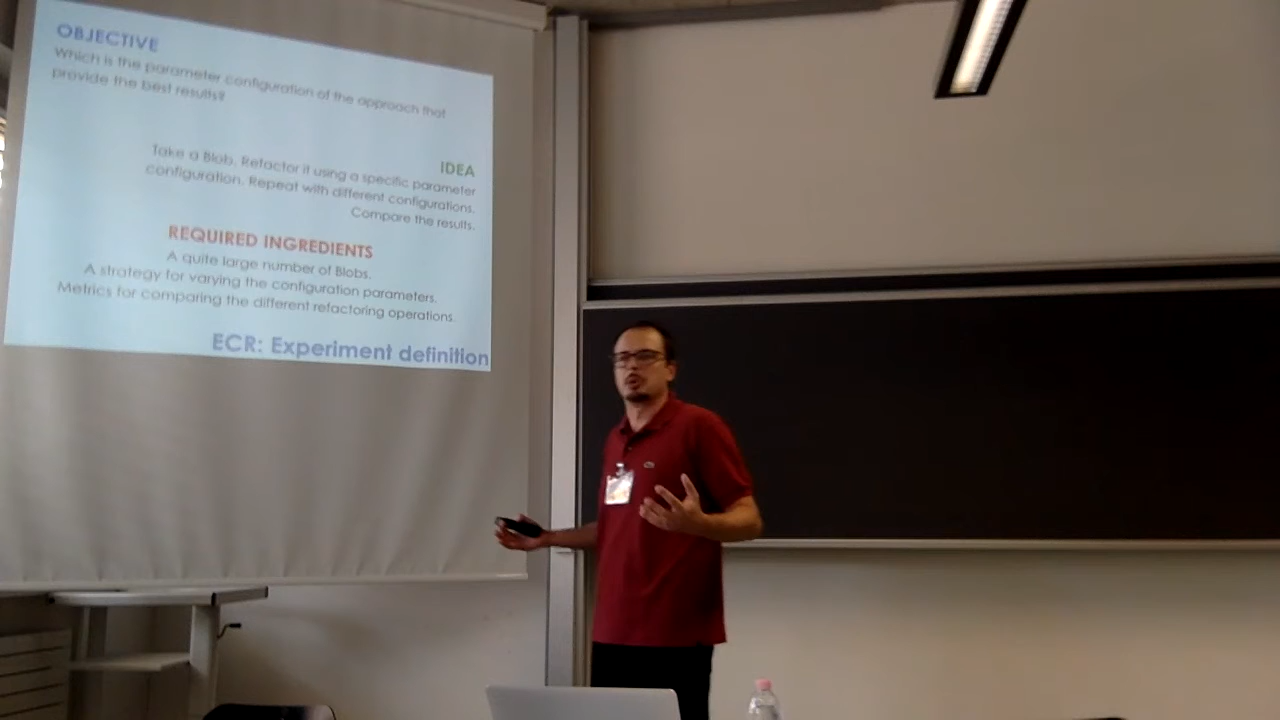 OBJECTIVE
Which is the parameter configuration of the approach that
provide the best results?
IDEA
Take a Blob. Refactor it using a specific parameter
configuration. Repeat with different configurations.
Compare the results.
REQUIRED INGREDIENTS
A quite large number of Blobs.
A strategy for varying the configuration parameters.
Metrics for comparing the different refactoring operations.
ECR: Experiment definition